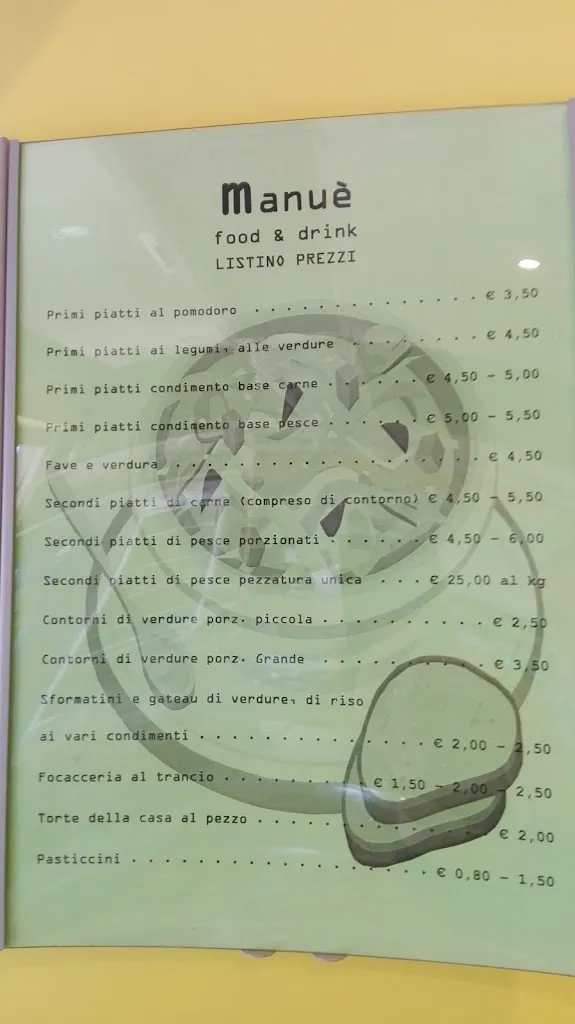 manuè
food & drink
LISTINO PREZZI
Primi piatti al pomodoro . . . . . . . . . . . . . . € 3,50
Primi piatti ai legumi, alle verdure . . . . . . . € 4,50
Primi piatti condimento base carne . . . . . . . € 4,50 - 5,00
Primi piatti condimento base pesce . . . . . . . € 5,00 - 5,50
Fave e verdura . . . . . . . . . . . . . . . . . . . . € 4,50
Secondi piatti di carne (compreso di contorno) € 4,50 - 5,50
Secondi piatti di pesce porzionati . . . . . . . € 4,50 - 6,00
Secondi piatti di pesce pezzatura unica . . . € 25,00 al kg
Contorni di verdure porz. piccola . . . . . . . . . . . € 2,50
Contorni di verdure porz. Grande . . . . . . . . . . . € 3,50
Sformatini e gateau di verdure, di riso
ai vari condimenti . . . . . . . . . . . . . . . € 2,00 - 2,50
Focacceria al trancio . . . . . . . . . . € 1,50 - 2,00 - 2,50
Torte della casa al pezzo . . . . . . . . . . . . . . . . € 2,00
Pasticcini . . . . . . . . . . . . . . . . . . . . € 0,80 - 1,50